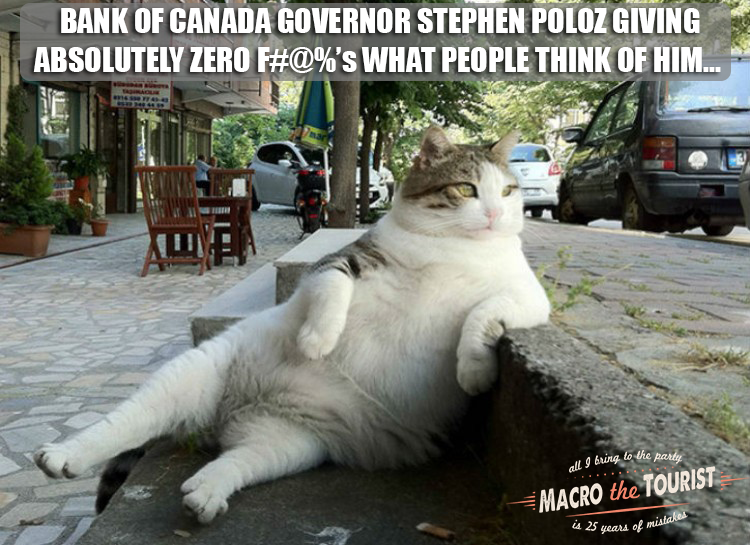 BANK OF CANADA GOVERNOR STEPHEN POLOZ GIVING
ABSOLUTELY ZERO F#@%'s WHAT PEOPLE THINK OF HIM...
all I bring to the party
MACRO the TOURIST
is 25 years of mistakes